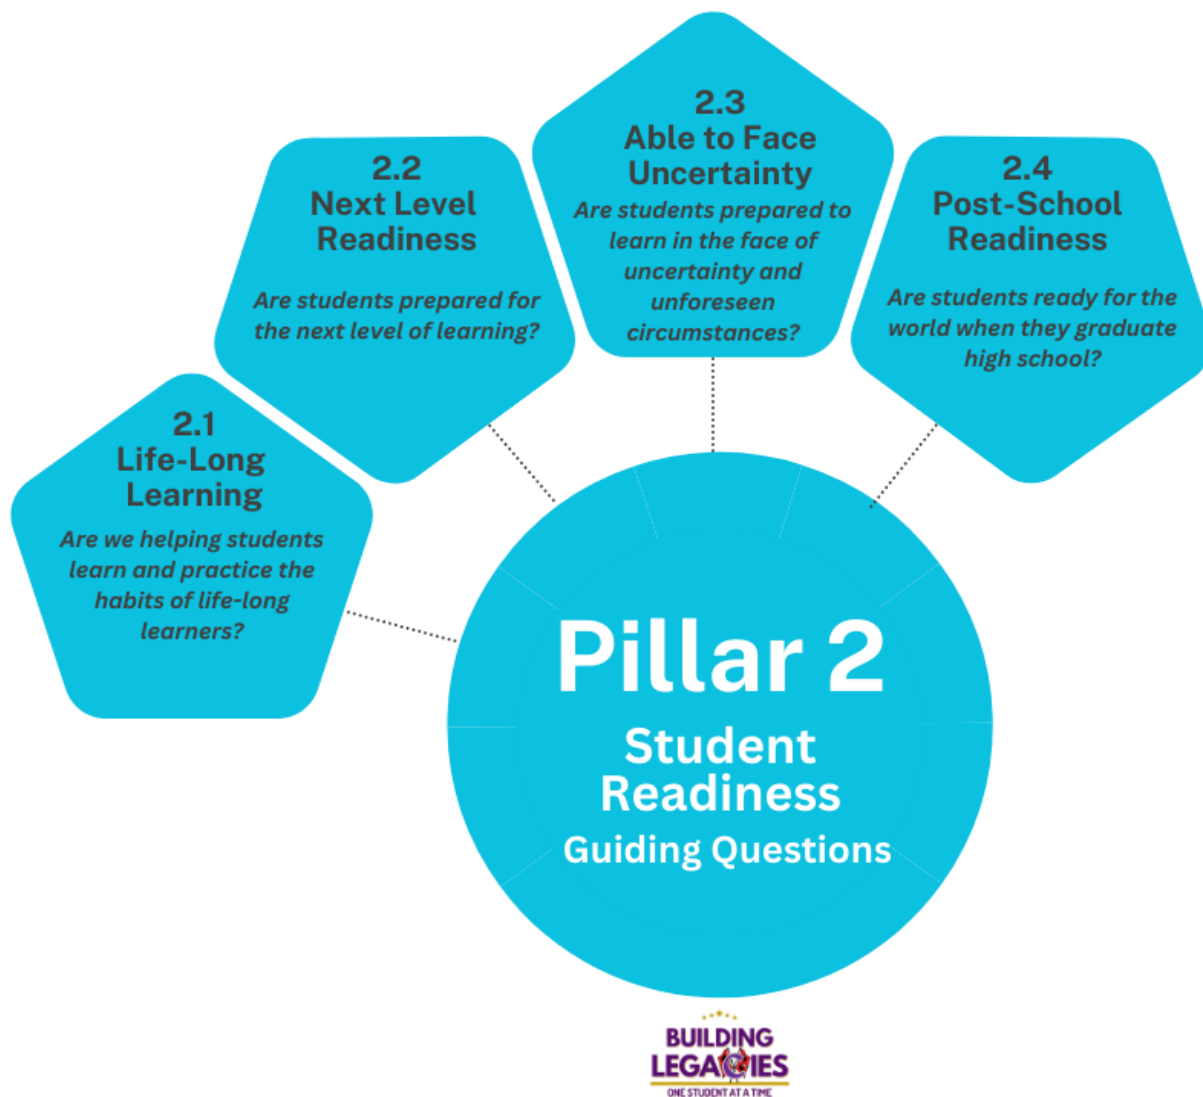 2.3
Able to Face
Uncertainty
Are students prepared to
learn in the face of
uncertainty and
unforeseen
circumstances?
2.2
Next Level
Readiness
Are students prepared for
the next level of learning?
2.4
Post-School
Readiness
Are students ready for the
world when they graduate
high school?
2.1
Life-Long
Learning
Are we helping students
learn and practice the
habits of life-long
learners?
Pillar 2
Student
Readiness
Guiding Questions
BUILDING
LEGACIES
ONE STUDENT AT A TIME